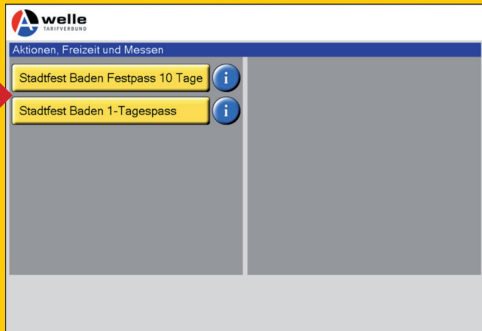 A welle
TARIFVERBUND
Aktionen, Freizeit und Messen
Stadtfest Baden Festpass 10 Tage
i
Stadtfest Baden 1-Tagespass
i